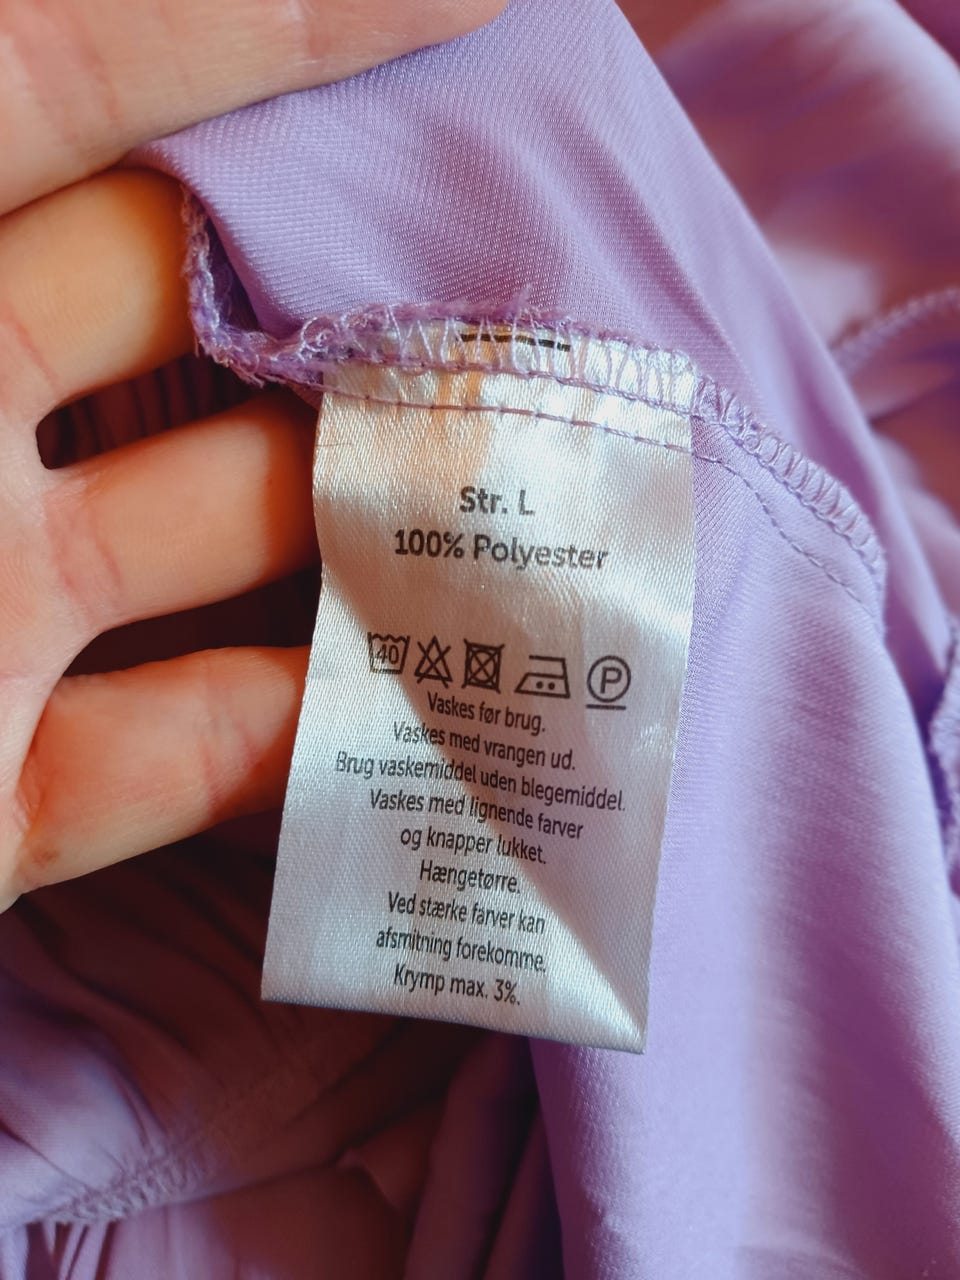 Str. L
100% Polyester
40 P
Vaskes før brug.
Vaskes med vrangen ud.
Brug vaskemiddel uden blegemiddel.
Vaskes med lignende farver
og knapper lukket.
Hængetørre.
Ved stærke farver kan
afsmitning forekomme.
Krymp max. 3%.